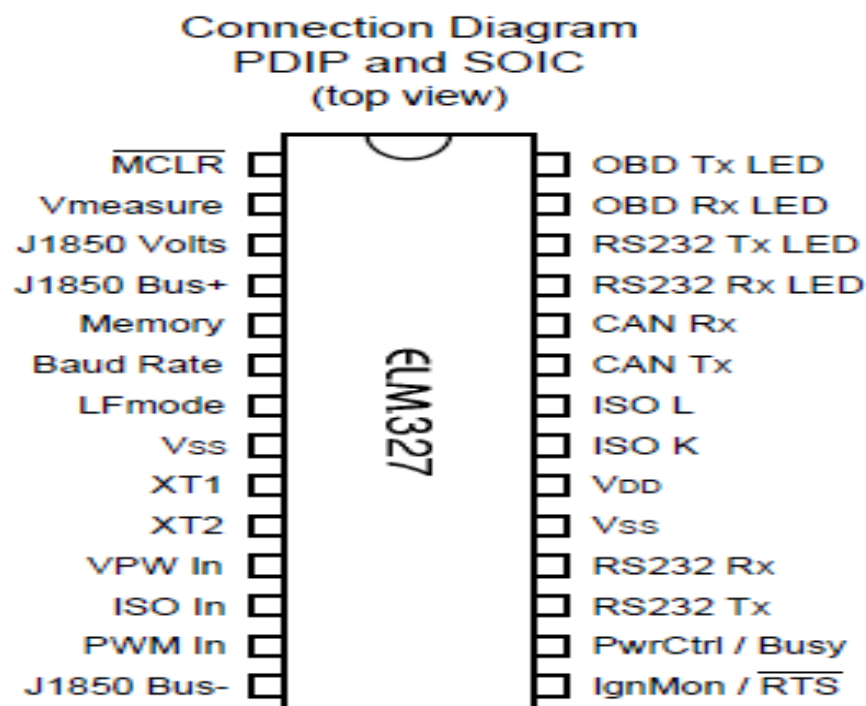 Connection Diagram
PDIP and SOIC
(top view)
MCLR
Vmeasure
J1850 Volts
J1850 Bus+
Memory
Baud Rate
LFmode
Vss
XT1
XT2
VPW In
ISO In
PWM In
J1850 Bus-
ELM327
OBD Tx LED
OBD Rx LED
RS232 Tx LED
RS232 Rx LED
CAN Rx
CAN Tx
ISO L
ISO K
VDD
Vss
RS232 Rx
RS232 Tx
PwrCtrl / Busy
IgnMon / RTS